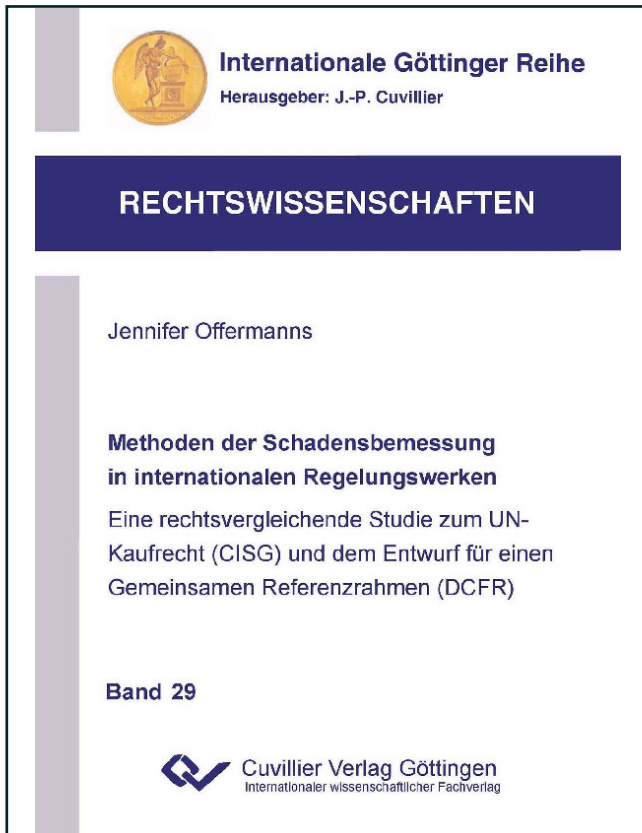 Internationale Göttinger Reihe
Herausgeber: J.-P. Cuvillier
RECHTSWISSENSCHAFTEN
Jennifer Offermanns
Methoden der Schadensbemessung
in internationalen Regelungswerken
Eine rechtsvergleichende Studie zum UN-
Kaufrecht (CISG) und dem Entwurf für einen
Gemeinsamen Referenzrahmen (DCFR)
Band 29
Cuvillier Verlag Göttingen
Internationaler wissenschaftlicher Fachverlag